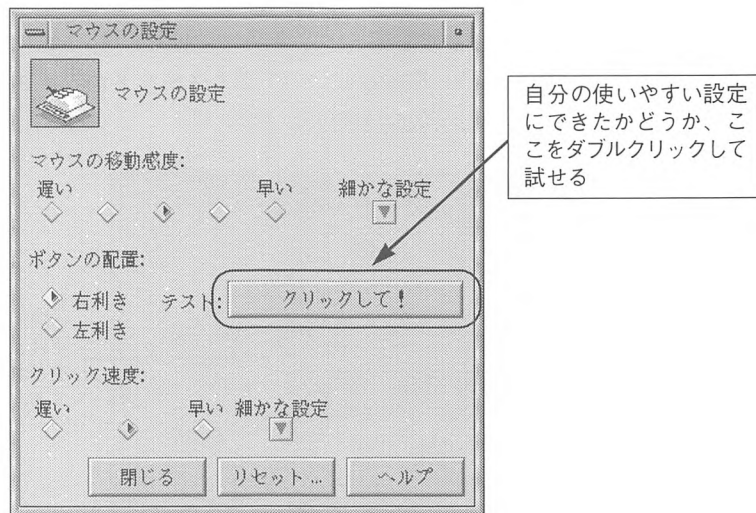 マウスの設定
マウスの設定
マウスの移動感度:
遅い 早い 細かな設定
ボタンの配置:
右利き テスト: クリックして!
左利き
クリック速度:
遅い 早い 細かな設定
閉じる リセット... ヘルプ
自分の使いやすい設定
にできたかどうか、こ
こをダブルクリックして
試せる